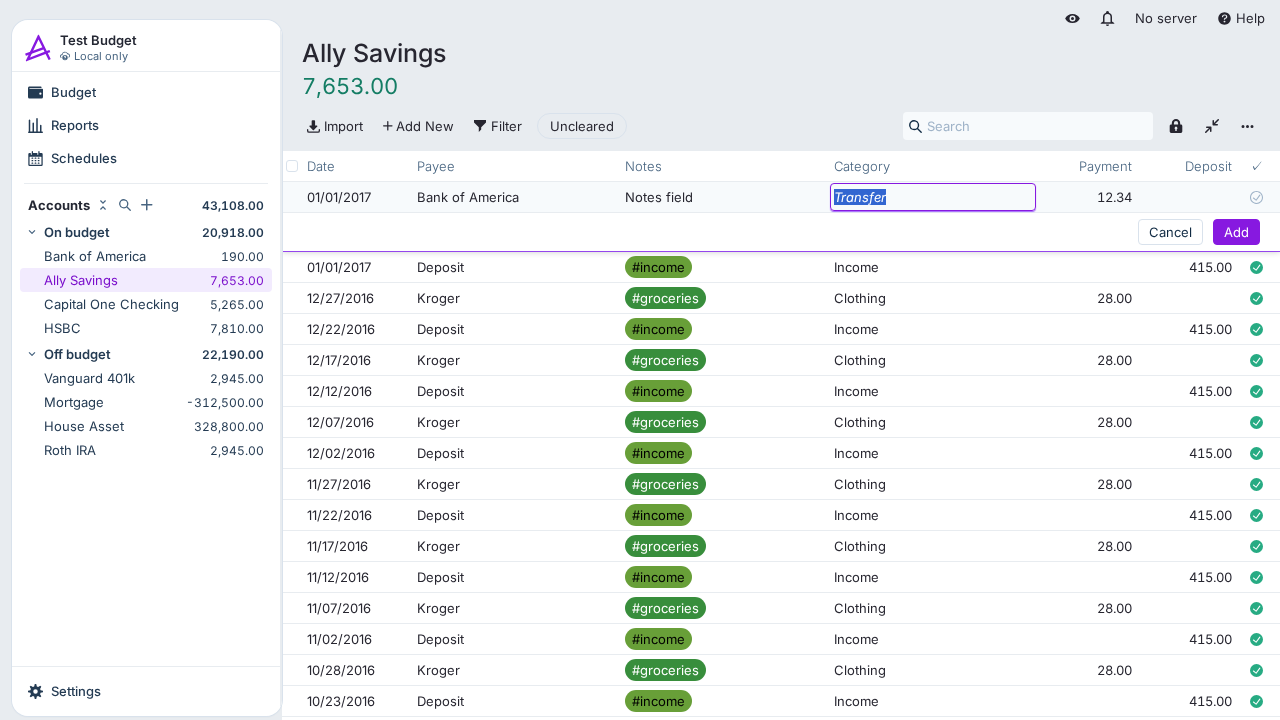 No server
Help
Test Budget
Local only
Budget
Reports
Schedules
Accounts 43,108.00
On budget 20,918.00
Bank of America 190.00
Ally Savings 7,653.00
Capital One Checking 5,265.00
HSBC 7,810.00
Off budget 22,190.00
Vanguard 401k 2,945.00
Mortgage -312,500.00
House Asset 328,800.00
Roth IRA 2,945.00
Settings
Ally Savings
7,653.00
Import Add New Filter Uncleared Search
Date Payee Notes Category Payment Deposit ✓
01/01/2017 Bank of America Notes field Transfer 12.34
Cancel Add
01/01/2017 Deposit #income Income 415.00
12/27/2016 Kroger #groceries Clothing 28.00
12/22/2016 Deposit #income Income 415.00
12/17/2016 Kroger #groceries Clothing 28.00
12/12/2016 Deposit #income Income 415.00
12/07/2016 Kroger #groceries Clothing 28.00
12/02/2016 Deposit #income Income 415.00
11/27/2016 Kroger #groceries Clothing 28.00
11/22/2016 Deposit #income Income 415.00
11/17/2016 Kroger #groceries Clothing 28.00
11/12/2016 Deposit #income Income 415.00
11/07/2016 Kroger #groceries Clothing 28.00
11/02/2016 Deposit #income Income 415.00
10/28/2016 Kroger #groceries Clothing 28.00
10/23/2016 Deposit #income Income 415.00